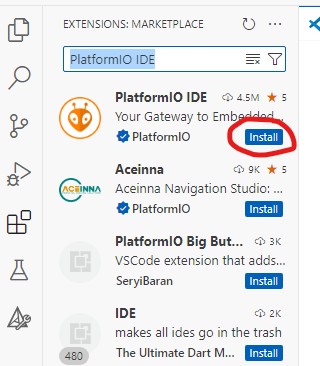 EXTENSIONS: MARKETPLACE
PlatformIO IDE
PlatformIO IDE 4.5M 5
Your Gateway to Embedded ...
PlatformIO Install
Aceinna 9K 5
ACEINNA
Aceinna Navigation Studio: ...
PlatformIO Install
PlatformIO Big But... 3K
VSCode extension that adds...
SeryiBaran Install
IDE 2K
makes all ides go in the trash
480 The Ultimate Dart M... Install